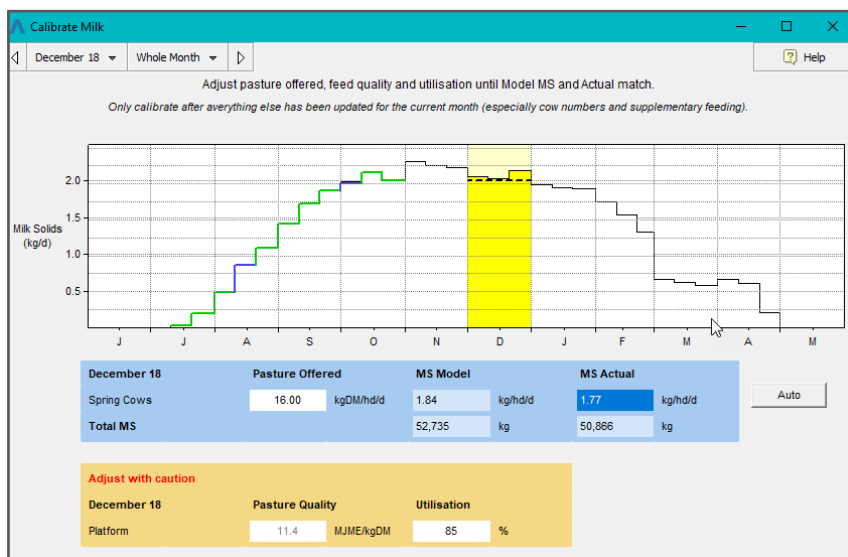 Calibrate Milk
December 18 Whole Month Help
Adjust pasture offered, feed quality and utilisation until Model MS and Actual match.
Only calibrate after averything else has been updated for the current month (especially cow numbers and supplementary feeding).
2.0
Milk Solids
(kg/d)
1.5
1.0
0.5
J J A S O N D J F M A M
December 18 Pasture Offered MS Model MS Actual
Spring Cows 16.00 kgDM/hd/d 1.84 kg/hd/d 1.77 kg/hd/d
Total MS 52,735 kg 50,866 kg
Auto
Adjust with caution
December 18 Pasture Quality Utilisation
Platform 11.4 MJME/kgDM 85 %